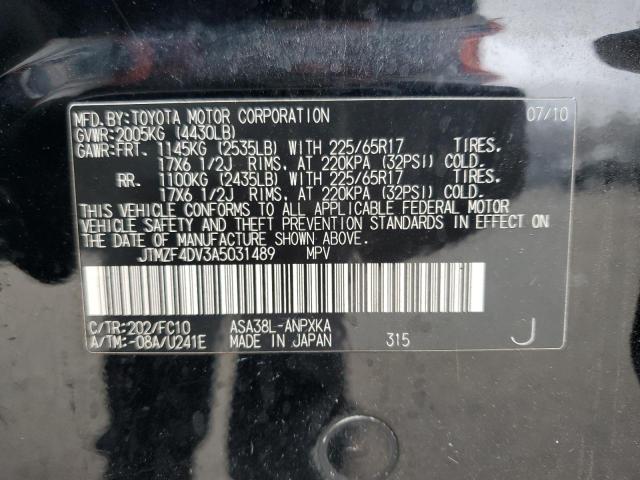 MFD.BY:TOYOTA MOTOR CORPORATION 07/10
GVWR:2005KG (4430LB)
GAWR:FRT. 1145KG (2535LB) WITH 225/65R17 TIRES.
17X6 1/2J RIMS, AT 220KPA (32PSI) COLD.
RR. 1100KG (2435LB) WITH 225/65R17 TIRES.
17X6 1/2J RIMS, AT 220KPA (32PSI) COLD.
THIS VEHICLE CONFORMS TO ALL APPLICABLE FEDERAL MOTOR
VEHICLE SAFETY AND THEFT PREVENTION STANDARDS IN EFFECT ON
THE DATE OF MANUFACTURE SHOWN ABOVE.
JTMZF4DV3A5031489 MPV
C/TR:202/FC10 ASA38L-ANPXKA
A/TM:-08A/U241E MADE IN JAPAN 315 J